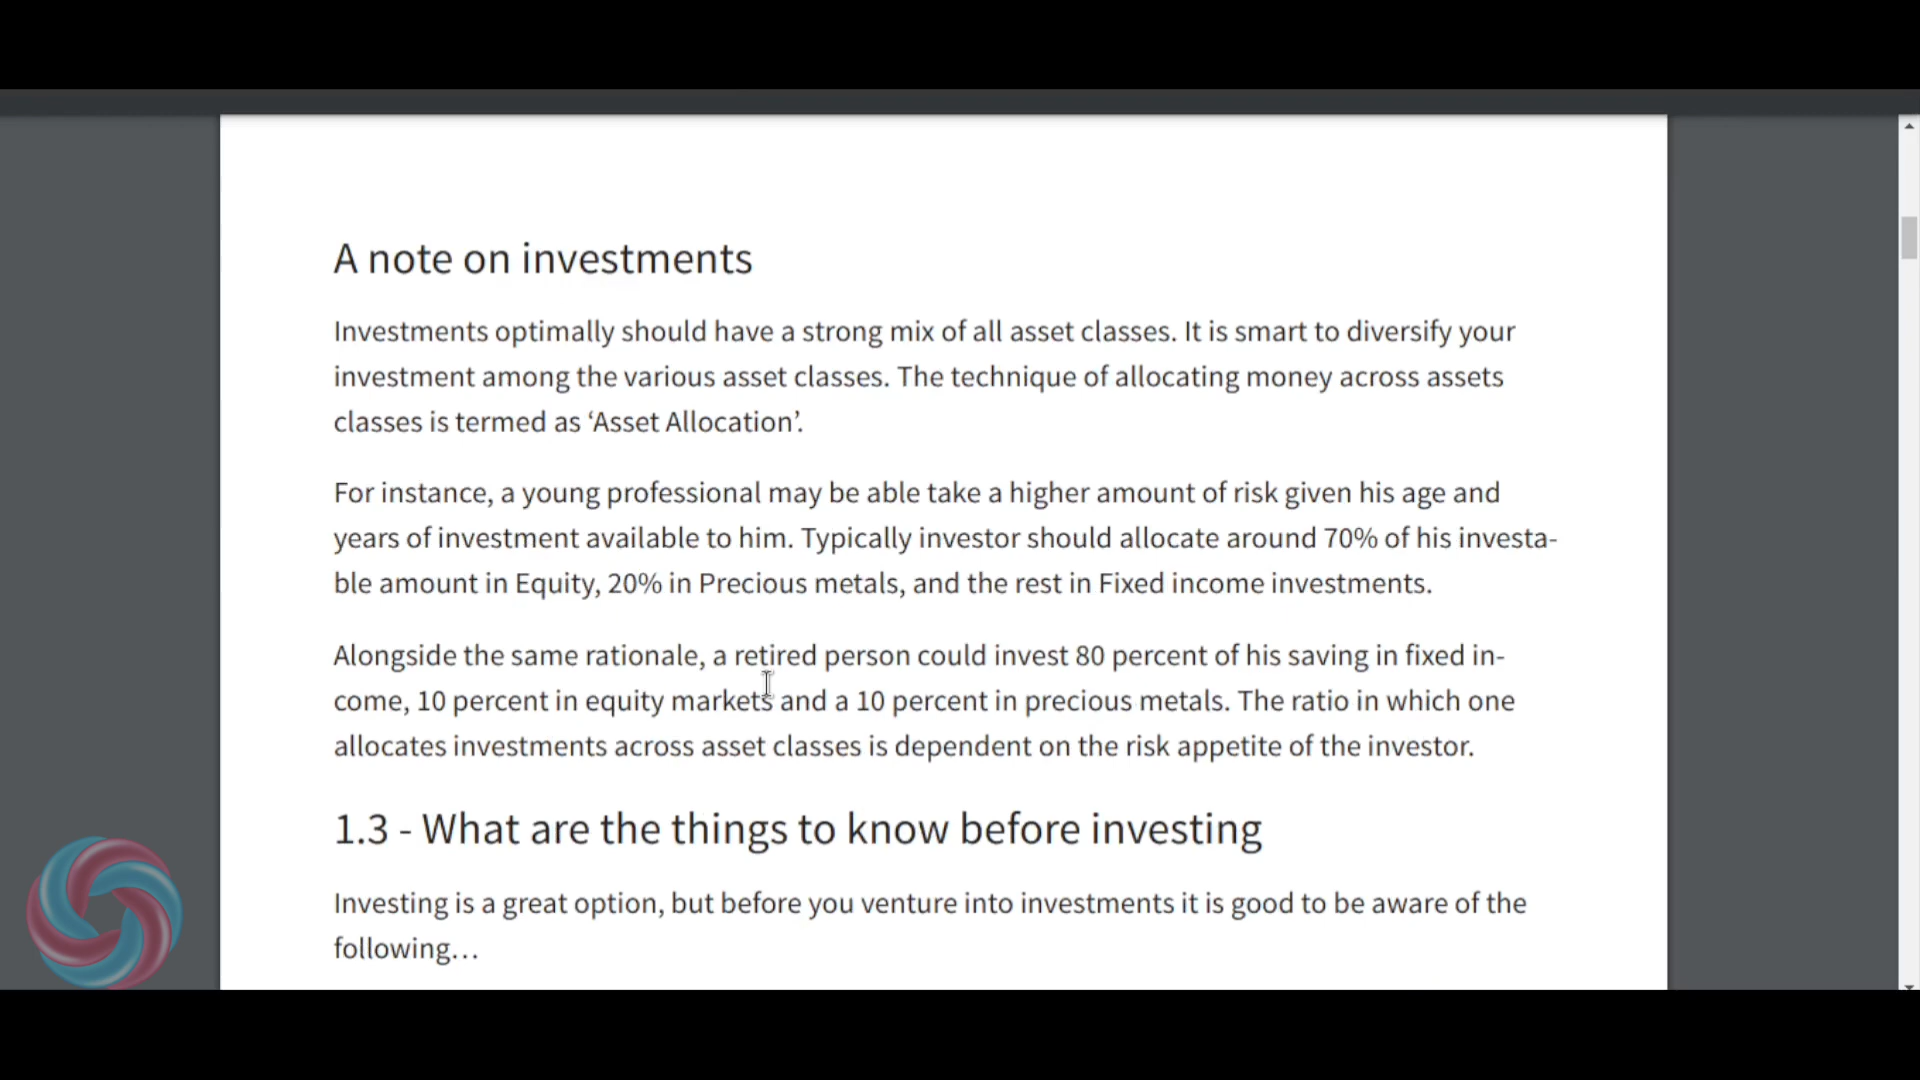 A note on investments
Investments optimally should have a strong mix of all asset classes. It is smart to diversify your
investment among the various asset classes. The technique of allocating money across assets
classes is termed as ‘Asset Allocation’.
For instance, a young professional may be able take a higher amount of risk given his age and
years of investment available to him. Typically investor should allocate around 70% of his investa-
ble amount in Equity, 20% in Precious metals, and the rest in Fixed income investments.
Alongside the same rationale, a retired person could invest 80 percent of his saving in fixed in-
come, 10 percent in equity markets and a 10 percent in precious metals. The ratio in which one
allocates investments across asset classes is dependent on the risk appetite of the investor.
1.3 - What are the things to know before investing
Investing is a great option, but before you venture into investments it is good to be aware of the
following…